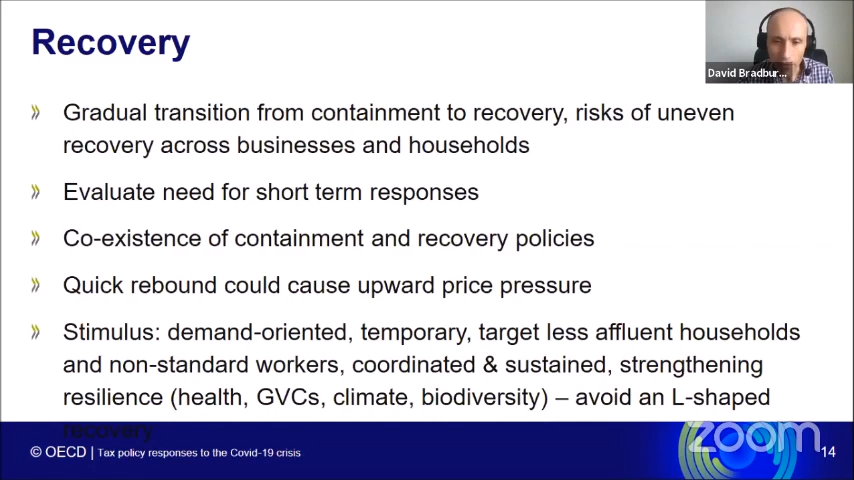 Recovery
David Bradbur...
Gradual transition from containment to recovery, risks of uneven
recovery across businesses and households
Evaluate need for short term responses
Co-existence of containment and recovery policies
Quick rebound could cause upward price pressure
Stimulus: demand-oriented, temporary, target less affluent households
and non-standard workers, coordinated & sustained, strengthening
resilience (health, GVCs, climate, biodiversity) – avoid an L-shaped
recovery
© OECD | Tax policy responses to the Covid-19 crisis
zoom
14